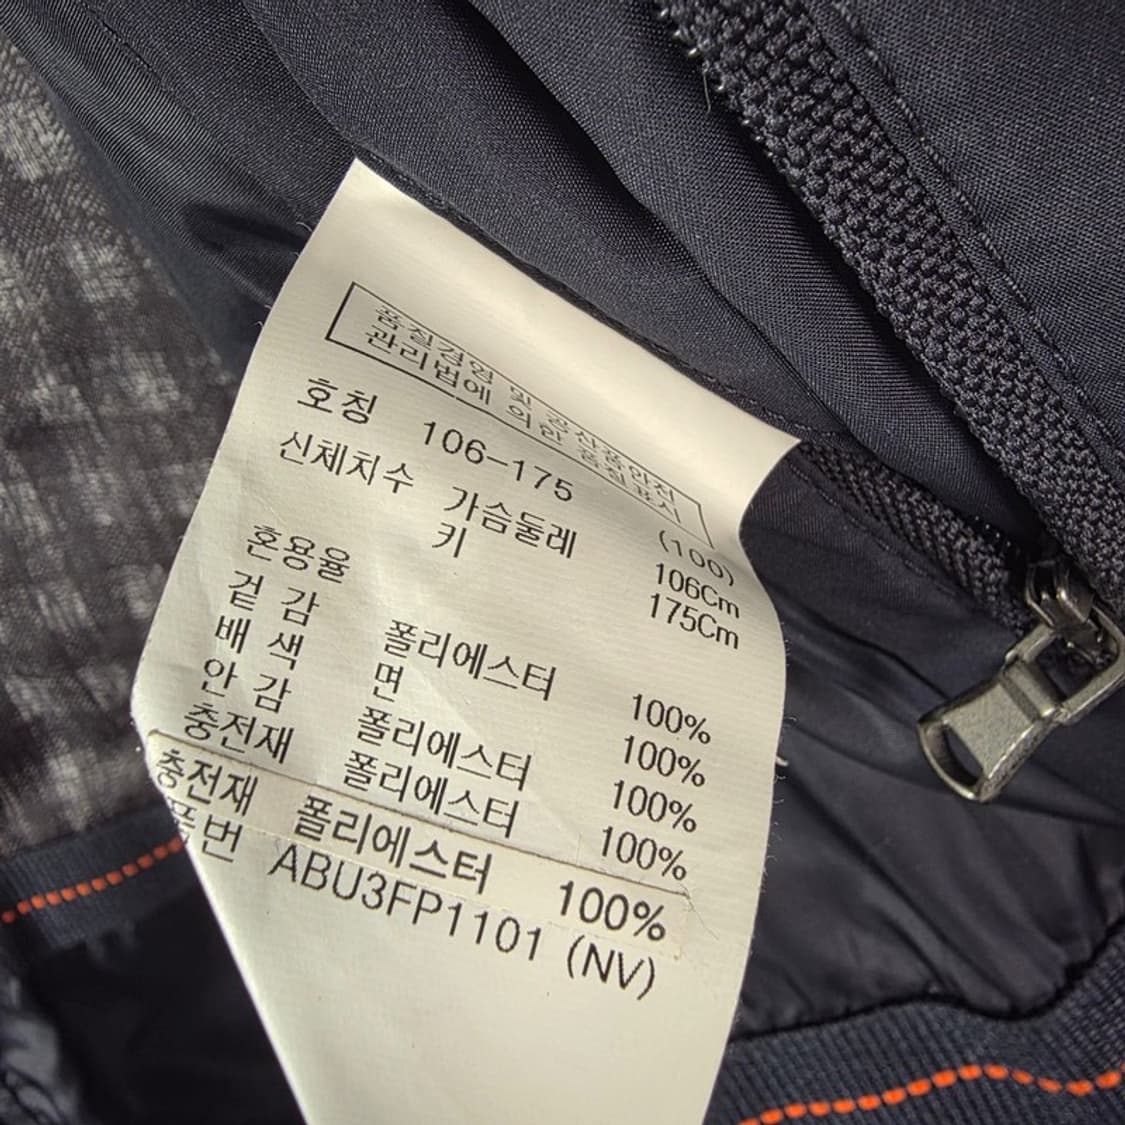 품질경영 및 공산품안전
관리법에 의한 품질표시
호칭 106-175 (100)
신체치수 가슴둘레 106Cm
키 175Cm
혼용율
겉 감 폴리에스터 100%
배 색 면 100%
안 감 폴리에스터 100%
충전재 폴리에스터 100%
충전재 폴리에스터 100%
품번 ABU3FP1101 (NV)